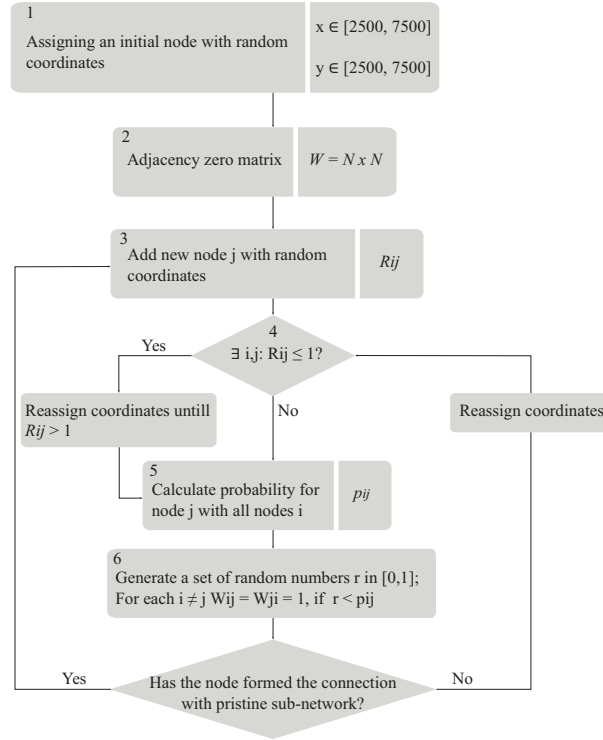 1
Assigning an initial node with random
coordinates
x ∈ [2500, 7500]
y ∈ [2500, 7500]
2
Adjacency zero matrix
W = N x N
3
Add new node j with random
coordinates
Rij
4
∃ i,j: Rij ≤ 1?
Yes
No
Reassign coordinates untill
Rij > 1
Reassign coordinates
5
Calculate probability for
node j with all nodes i
pij
6
Generate a set of random numbers r in [0,1];
For each i ≠ j Wij = Wji = 1, if r < pij
Yes
Has the node formed the connection
with pristine sub-network?
No